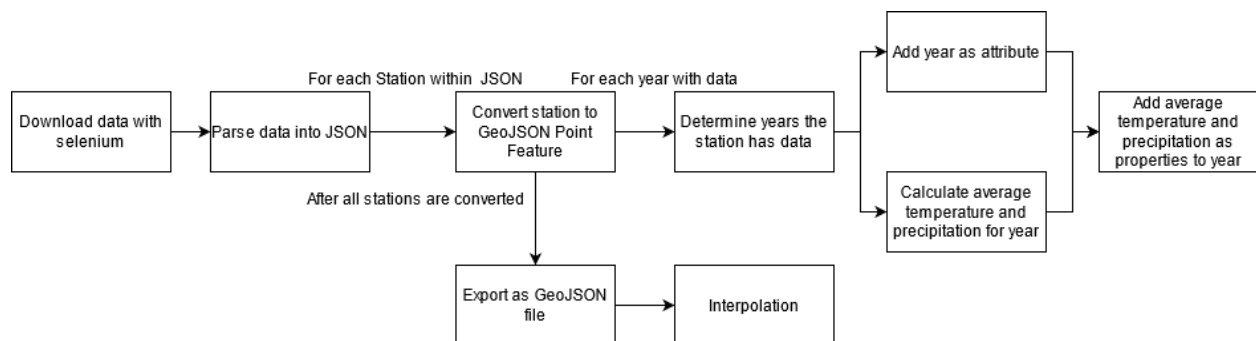 For each Station within  JSON
For each year with data
Download data with
selenium
Parse data into JSON
Convert station to
GeoJSON Point
Feature
Determine years the
station has data
Add year as attribute
Calculate average
temperature and
precipitation for year
Add average
temperature and
precipitation as
properties to year
After all stations are converted
Export as GeoJSON
file
Interpolation